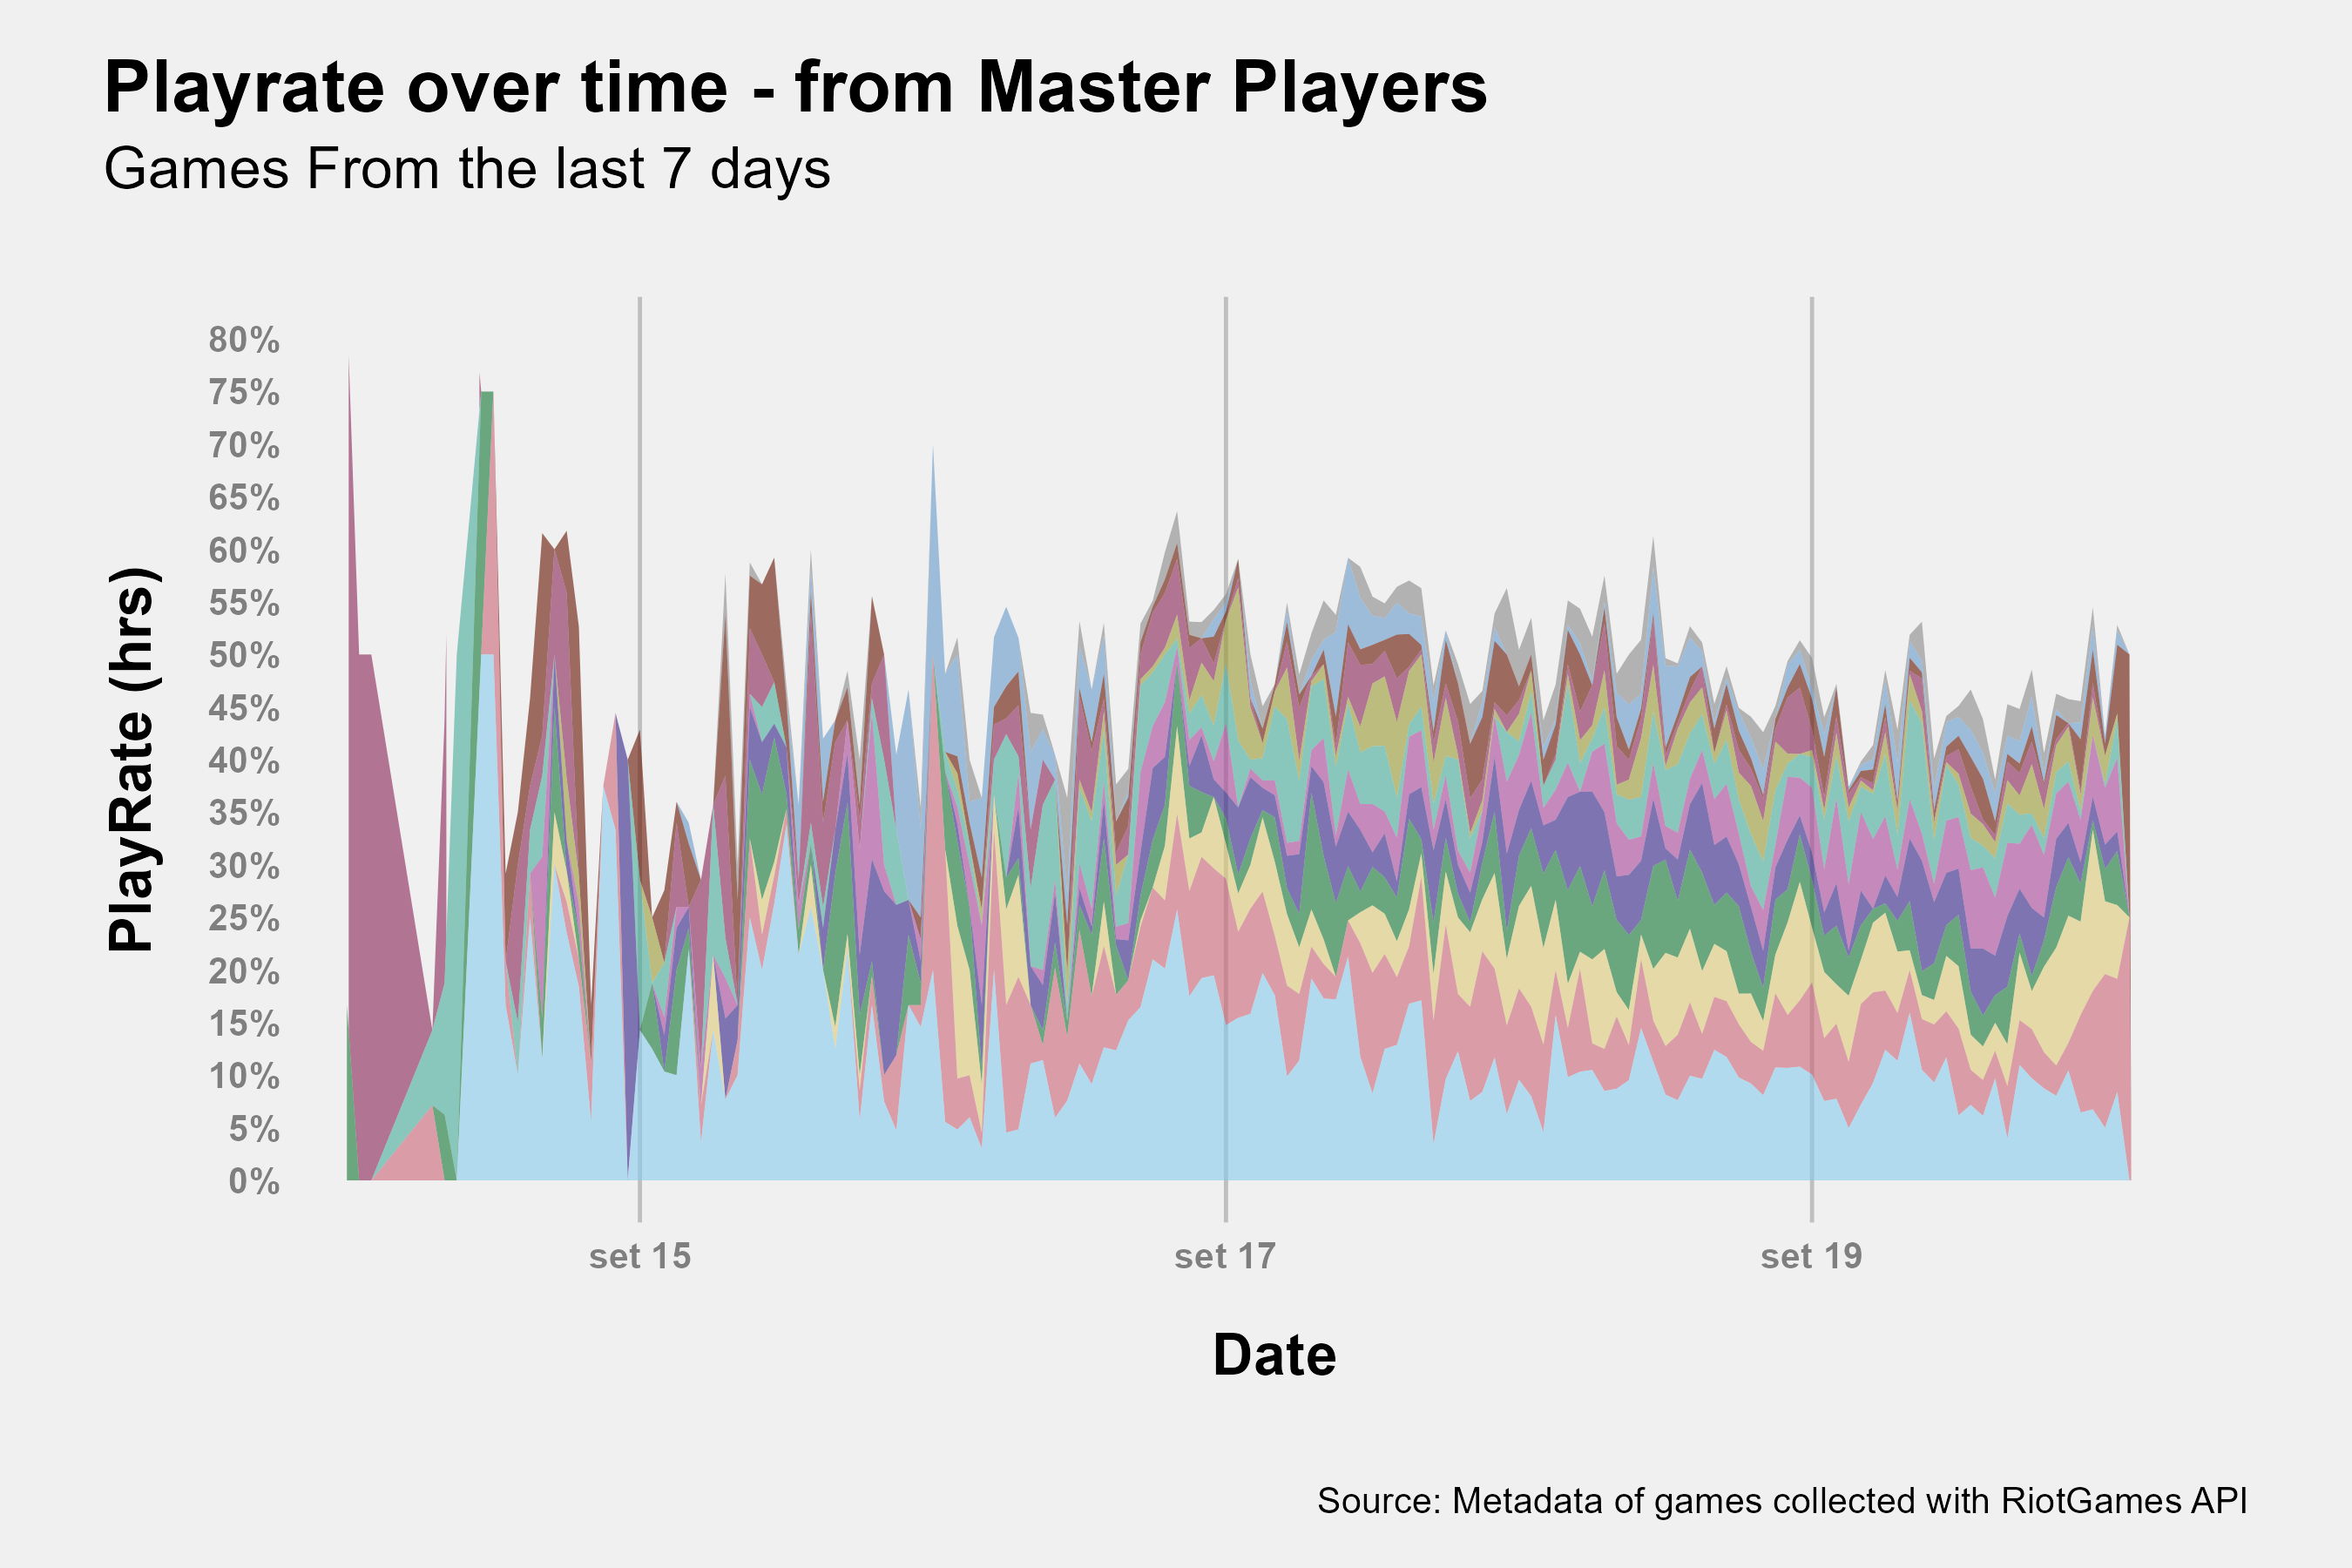 Playrate over time - from Master Players
Games From the last 7 days
80%
75%
70%
65%
60%
55%
50%
45%
40%
35%
30%
25%
20%
15%
10%
5%
0%
PlayRate (hrs)
set 15
set 17
set 19
Date
Source: Metadata of games collected with RiotGames API